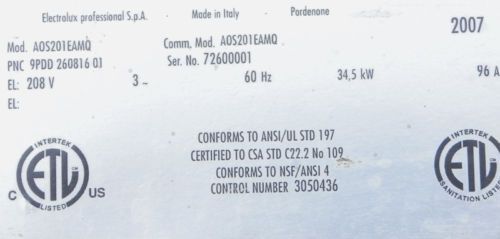 Electrolux professional S.p.A. Made in Italy Pordenone
2007
Mod. AOS201EAMQ Comm. Mod. AOS201EAMQ
PNC 9PDD 260816 01 Ser. No. 72600001
EL: 208 V 3 ~ 60 Hz 34,5 kW 96 A
EL:
CONFORMS TO ANSI/UL STD 197
CERTIFIED TO CSA STD C22.2 No 109
CONFORMS TO NSF/ANSI 4
CONTROL NUMBER 3050436
INTERTEK
ETL
CM
C US
LISTED
INTERTEK
ETL
SANITATION LISTED